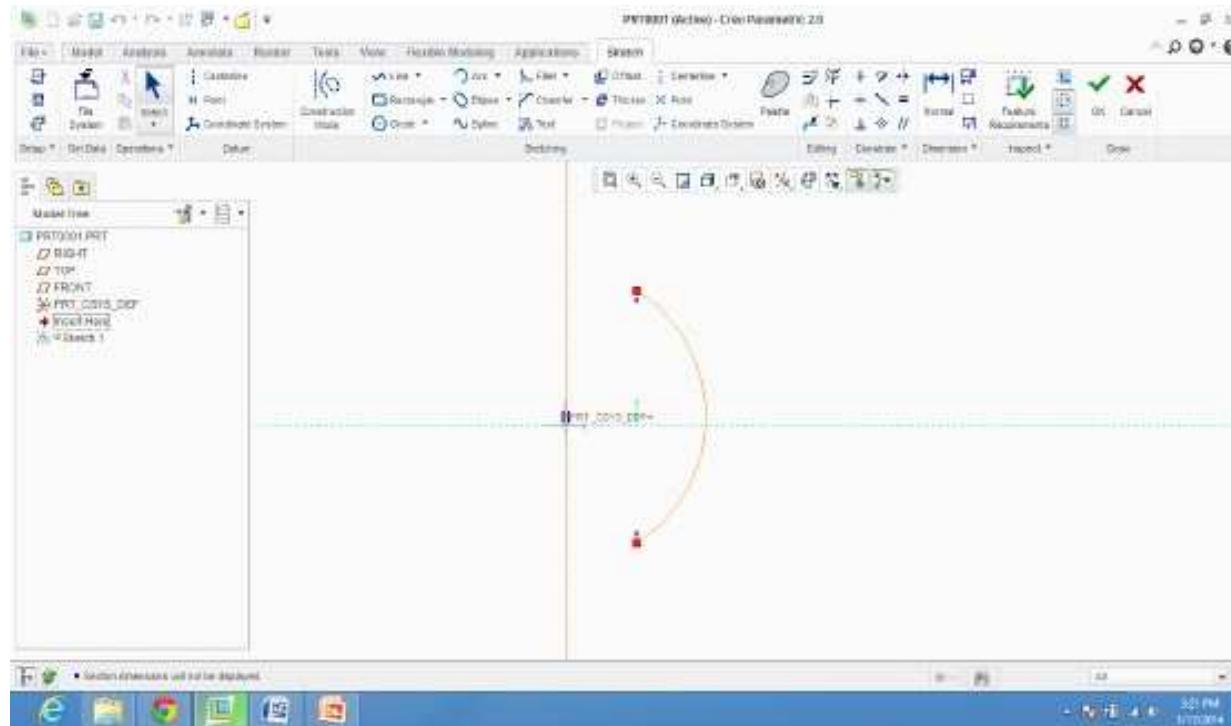 PRT0001 (Active) - Creo Parametric 2.0
File Model Analysis Annotate Render Tools View Flexible Modeling Applications Sketch
File System
Select
Centerline
Point
Coordinate System
Construction Mode
Line Arc Fillet Offset Centerline
Rectangle Ellipse Chamfer Thicken Point
Circle Spline Text Project Coordinate System
Palette
Normal
Feature Requirements
OK Cancel
Setup Get Data Operations Datum Sketching Editing Constrain Dimension Inspect Close
Model Tree
PRT0001.PRT
RIGHT
TOP
FRONT
PRT_CSYS_DEF
Insert Here
Sketch 1
PRT_CSYS_DEF
Section dimensions will not be displayed.
All
3:21 PM